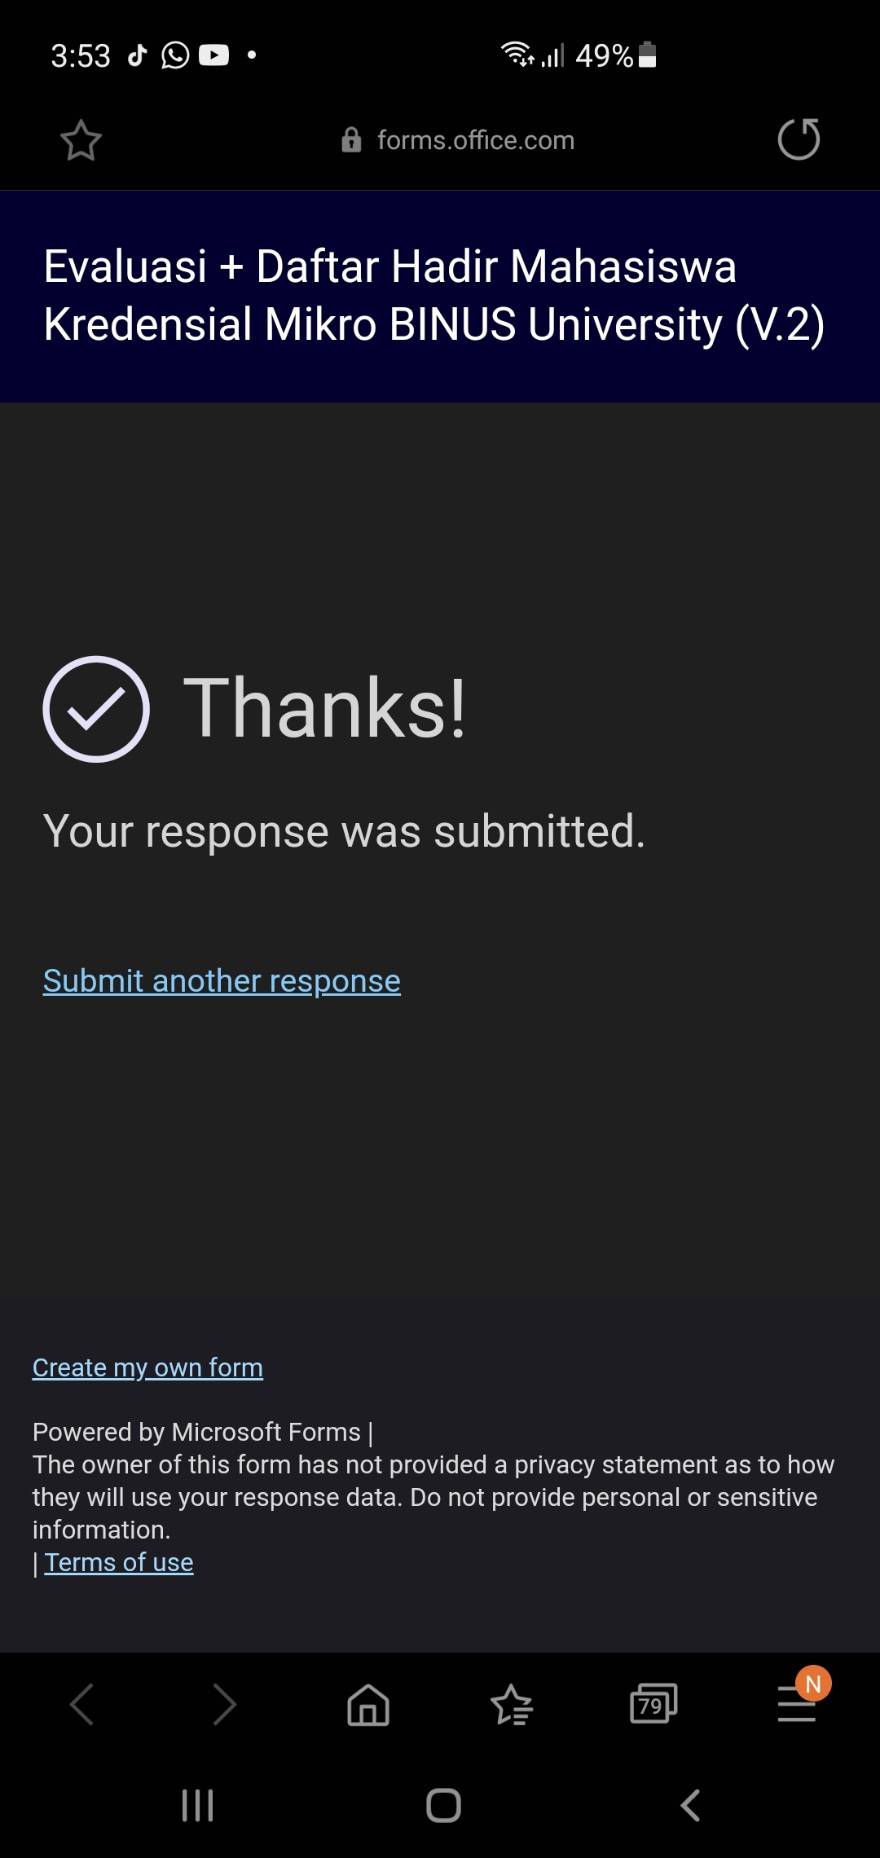 3:53
49%
forms.office.com
Evaluasi + Daftar Hadir Mahasiswa
Kredensial Mikro BINUS University (V.2)
Thanks!
Your response was submitted.
Submit another response
Create my own form
Powered by Microsoft Forms |
The owner of this form has not provided a privacy statement as to how
they will use your response data. Do not provide personal or sensitive
information.
| Terms of use
79
N